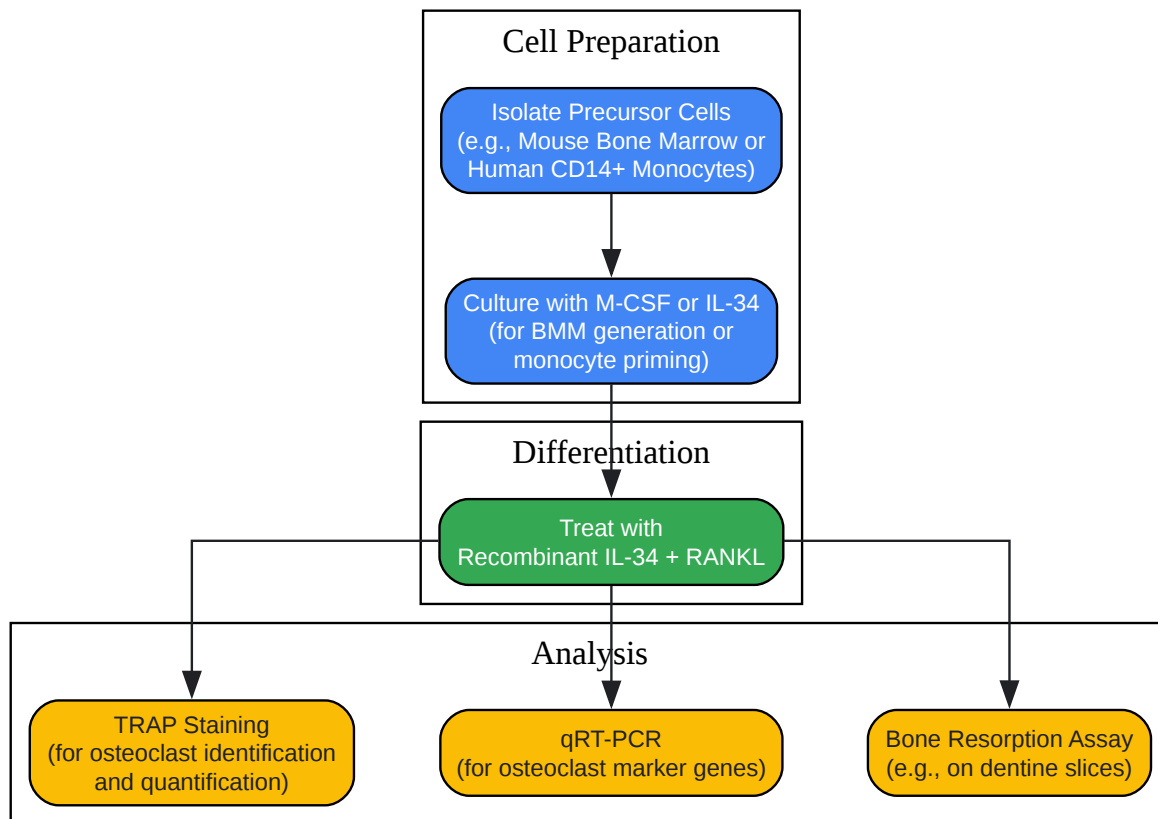 Cell Preparation
Isolate Precursor Cells
(e.g., Mouse Bone Marrow or
Human CD14+ Monocytes)
Culture with M-CSF or IL-34
(for BMM generation or
monocyte priming)
Differentiation
Treat with
Recombinant IL-34 + RANKL
Analysis
TRAP Staining
(for osteoclast identification
and quantification)
qRT-PCR
(for osteoclast marker genes)
Bone Resorption Assay
(e.g., on dentine slices)